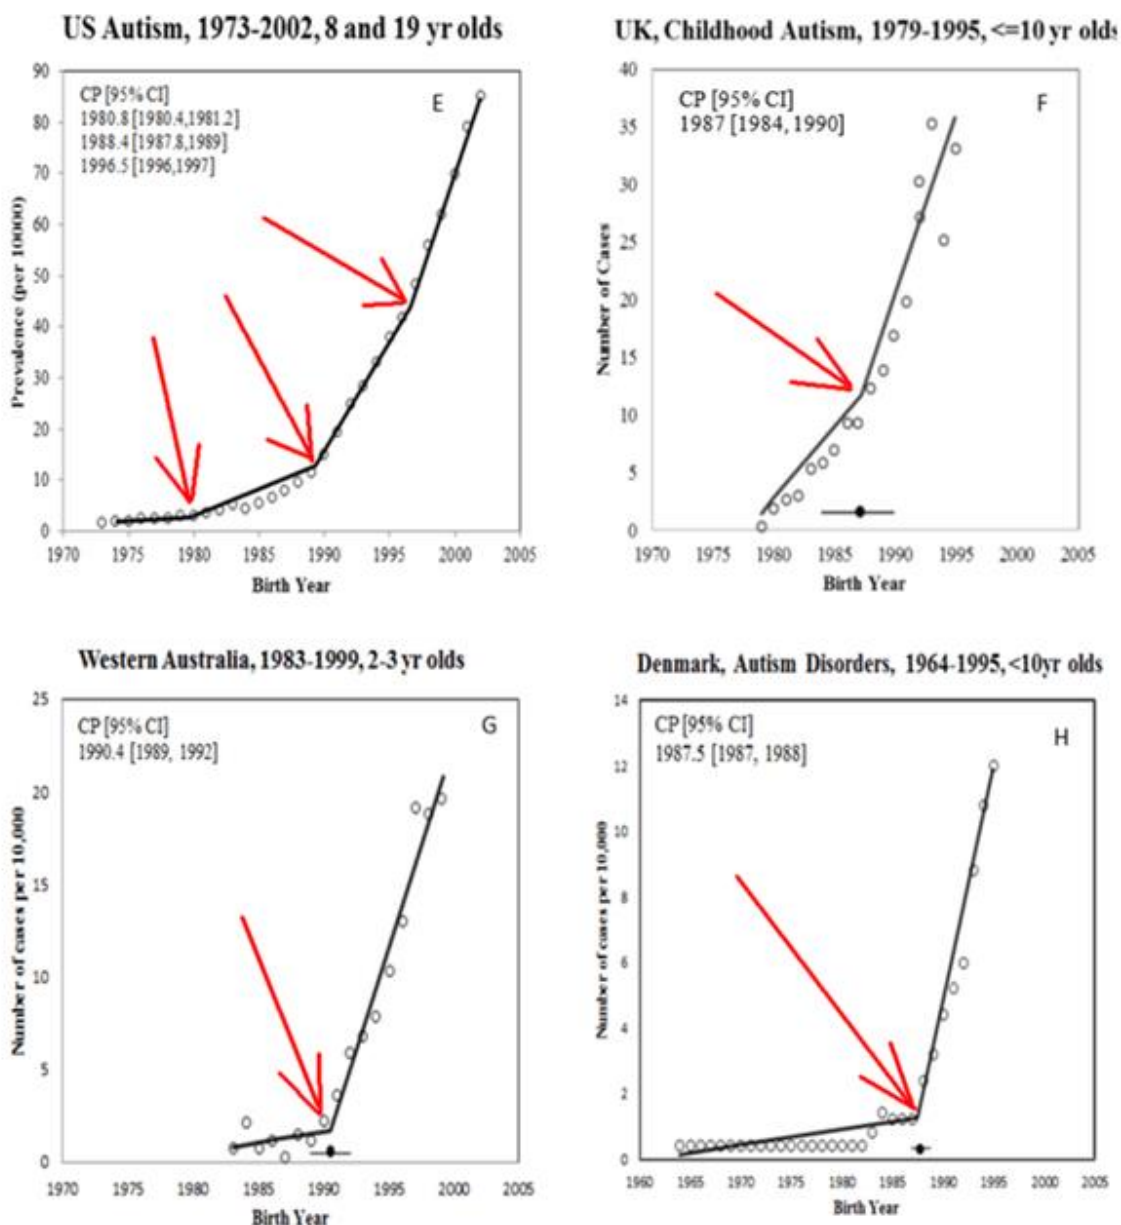 US Autism, 1973-2002, 8 and 19 yr olds
CP [95% CI]
1980.8 [1980.4,1981.2]
1988.4 [1987.8,1989]
1996.5 [1996,1997]
E
Prevalence (per 10000)
90
80
70
60
50
40
30
20
10
0
1970 1975 1980 1985 1990 1995 2000 2005
Birth Year
UK, Childhood Autism, 1979-1995, <=10 yr olds
CP [95% CI]
1987 [1984, 1990]
F
Number of Cases
40
35
30
25
20
15
10
5
0
1970 1975 1980 1985 1990 1995 2000 2005
Birth Year
Western Australia, 1983-1999, 2-3 yr olds
CP [95% CI]
1990.4 [1989, 1992]
G
Number of cases per 10,000
25
20
15
10
5
0
1970 1975 1980 1985 1990 1995 2000 2005
Birth Year
Denmark, Autism Disorders, 1964-1995, <10yr olds
CP [95% CI]
1987.5 [1987, 1988]
H
Number of cases per 10,000
14
12
10
8
6
4
2
0
1960 1965 1970 1975 1980 1985 1990 1995 2000 2005
Birth Year